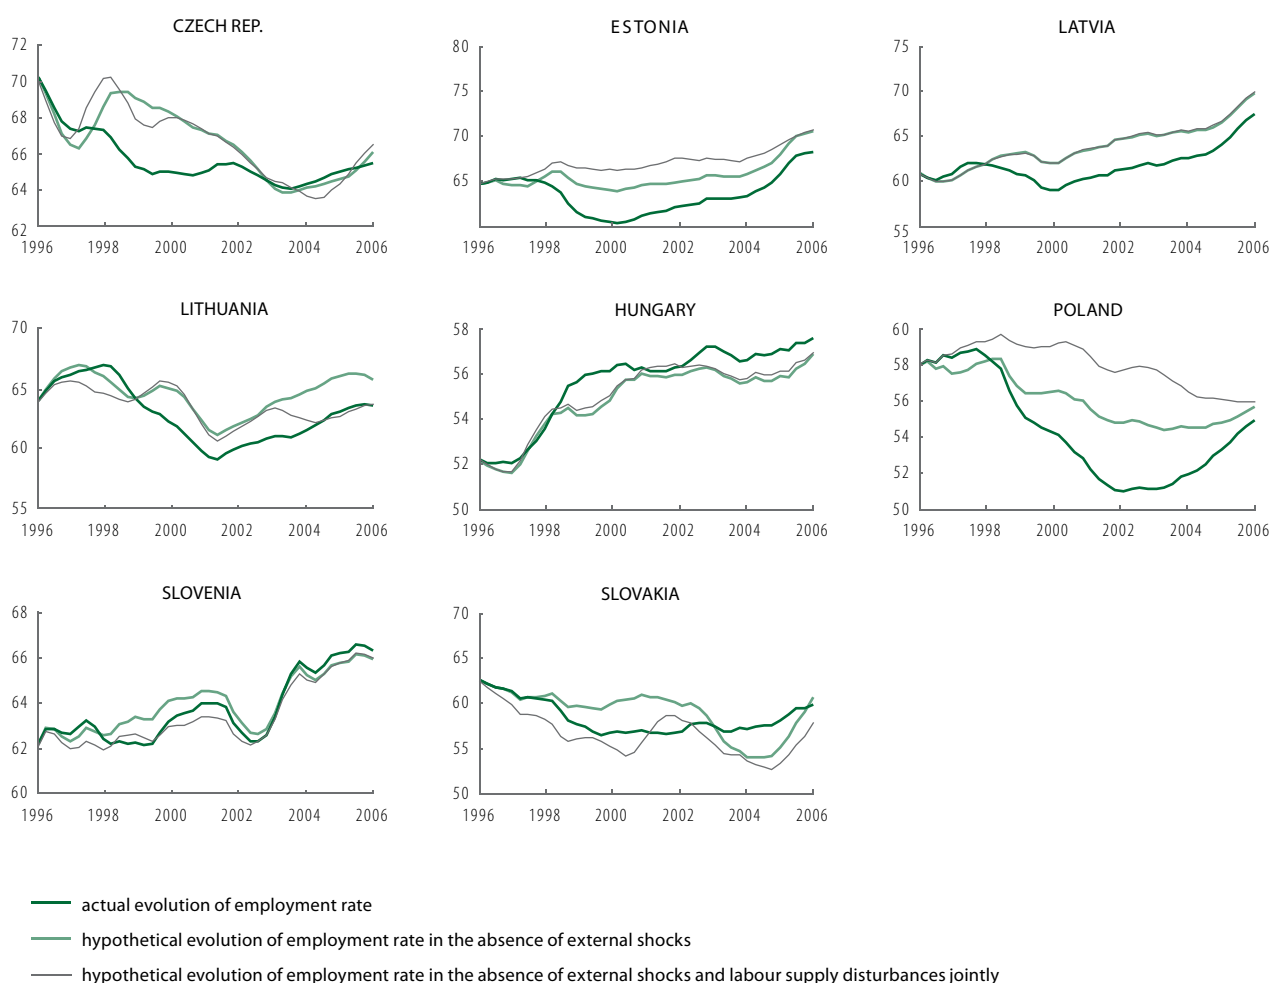 CZECH REP.
72
70
68
66
64
62
1996 1998 2000 2002 2004 2006
ESTONIA
80
75
70
65
1996 1998 2000 2002 2004 2006
LATVIA
75
70
65
60
55
1996 1998 2000 2002 2004 2006
LITHUANIA
70
65
60
55
1996 1998 2000 2002 2004 2006
HUNGARY
58
56
54
52
50
1996 1998 2000 2002 2004 2006
POLAND
60
58
56
54
52
50
1996 1998 2000 2002 2004 2006
SLOVENIA
68
66
64
62
60
1996 1998 2000 2002 2004 2006
SLOVAKIA
70
65
60
55
50
1996 1998 2000 2002 2004 2006
actual evolution of employment rate
hypothetical evolution of employment rate in the absence of external shocks
hypothetical evolution of employment rate in the absence of external shocks and labour supply disturbances jointly